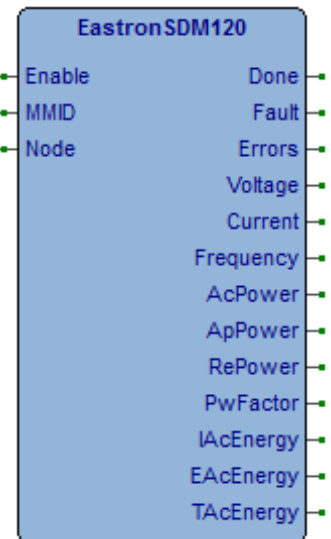 EastronSDM120
Enable Done
MMID Fault
Node Errors
Voltage
Current
Frequency
AcPower
ApPower
RePower
PwFactor
IAcEnergy
EAcEnergy
TAcEnergy